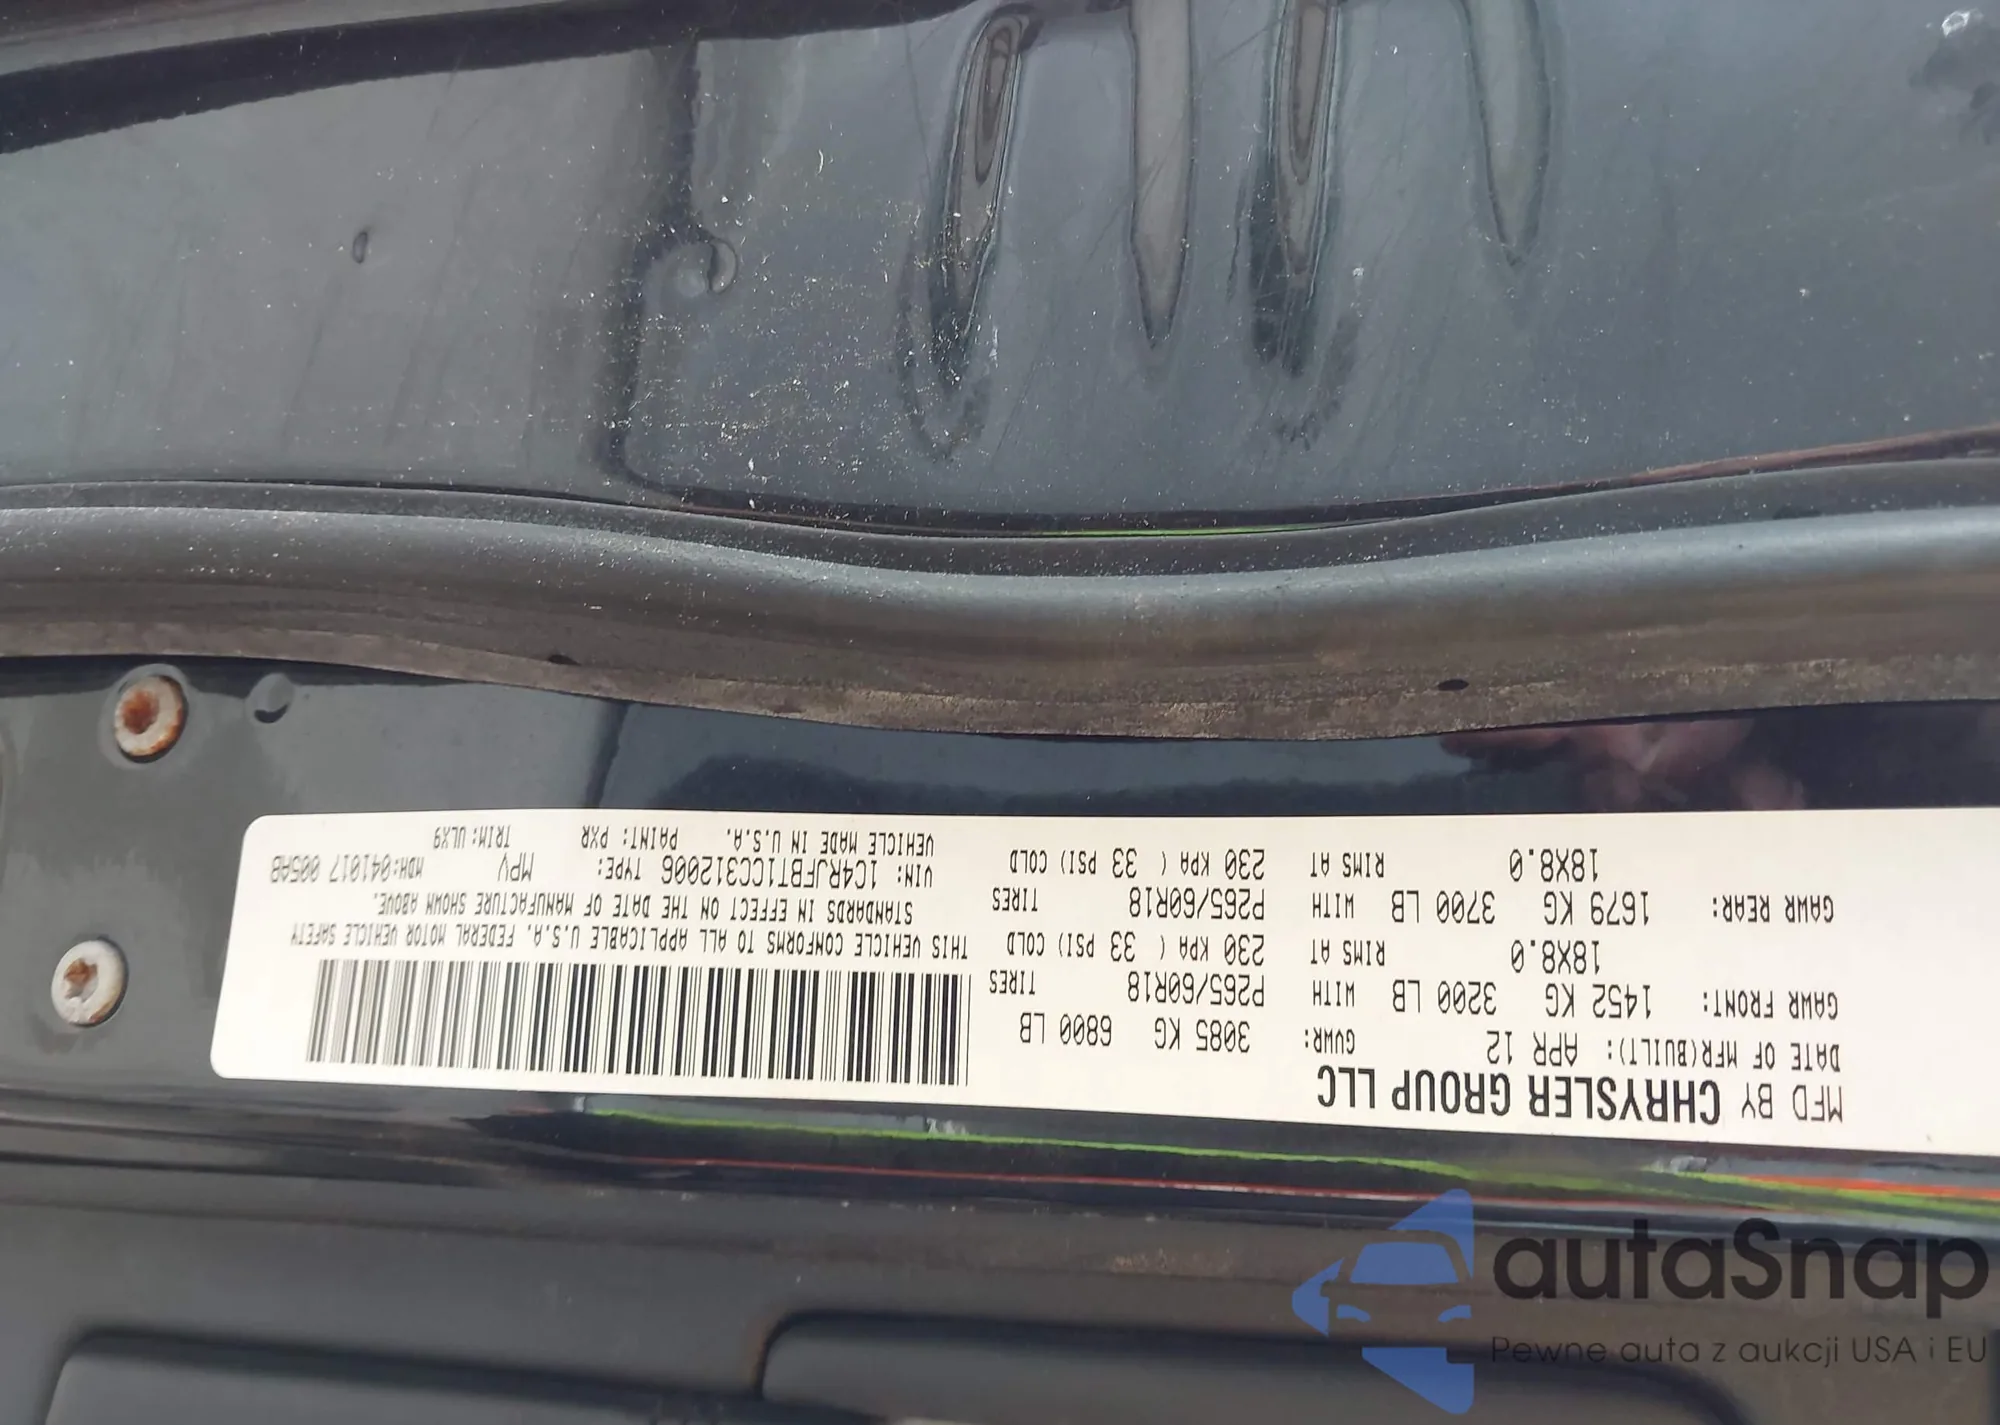 MFD BY CHRYSLER GROUP LLC
DATE OF MFR(BUILT): APR 12 GVWR: 3085 KG 6800 LB
GAWR FRONT: 1452 KG 3200 LB WITH P265/60R18 TIRES
18X8.0 RIMS AT 230 KPA ( 33 PSI) COLD
GAWR REAR: 1679 KG 3700 LB WITH P265/60R18 TIRES
18X8.0 RIMS AT 230 KPA ( 33 PSI) COLD
THIS VEHICLE CONFORMS TO ALL APPLICABLE U.S.A. FEDERAL MOTOR VEHICLE SAFETY
STANDARDS IN EFFECT ON THE DATE OF MANUFACTURE SHOWN ABOVE.
VIN: 1C4RJFBT1CC312006 TYPE: MPV MDH:041017 005AB
VEHICLE MADE IN U.S.A. PAINT: PXR TRIM: ULX9
autaSnap
Pewne auta z aukcji USA i EU